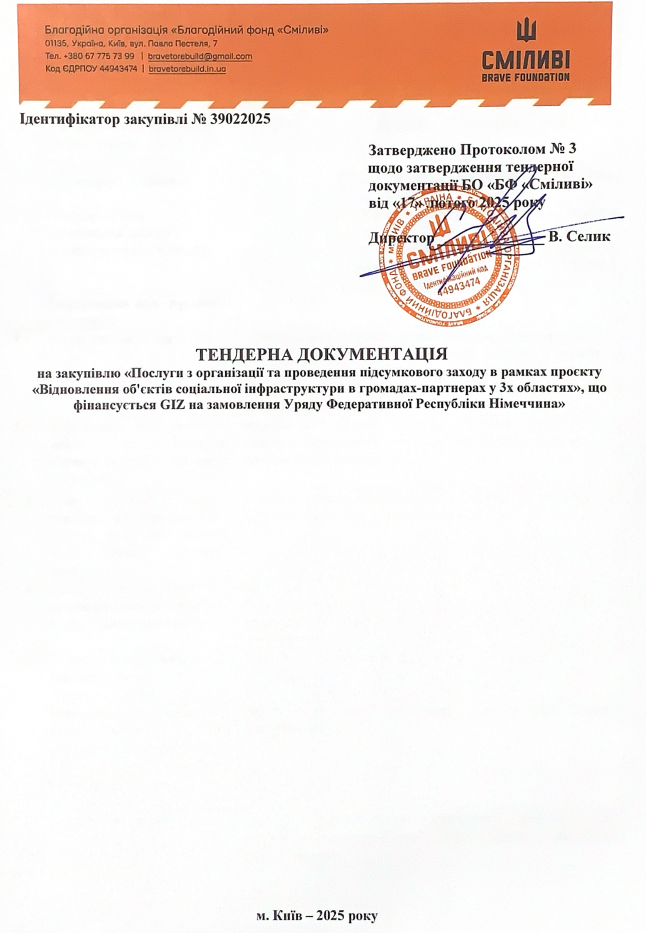 Благодійна організація «Благодійний фонд «Сміливі»
01135, Україна, Київ, вул. Павла Пестеля, 7
Тел. +380 67 775 73 99 | bravetorebuild@gmail.com
Код ЄДРПОУ 44943474 | bravetorebuild.in.ua
СМІЛИВІ
BRAVE FOUNDATION
Ідентифікатор закупівлі № 39022025
Затверджено Протоколом № 3
щодо затвердження тендерної
документації БО «БФ «Сміливі»
від «17» лютого 2025 року
Директор В. Селик
СМІЛИВІ
BRAVE FOUNDATION
Ідентифікаційний код
44943474
ТЕНДЕРНА ДОКУМЕНТАЦІЯ
на закупівлю «Послуги з організації та проведення підсумкового заходу в рамках проєкту
«Відновлення об'єктів соціальної інфраструктури в громадах-партнерах у 3х областях», що
фінансується GIZ на замовлення Уряду Федеративної Республіки Німеччина»
м. Київ – 2025 року